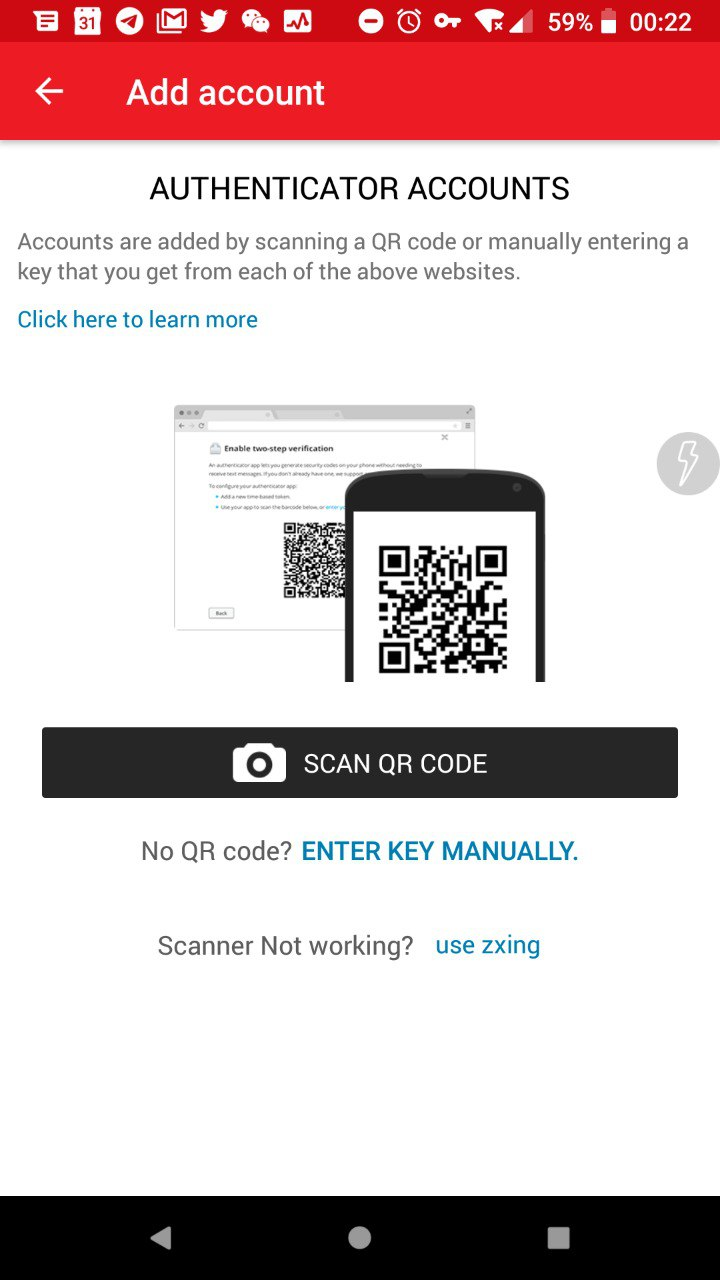 31 59% 00:22
Add account
AUTHENTICATOR ACCOUNTS
Accounts are added by scanning a QR code or manually entering a
key that you get from each of the above websites.
Click here to learn more
Enable two-step verification
An authenticator app lets you generate security codes on your phone without needing to
receive text messages. If you don't already have one, we support
To configure your authenticator app:
Add a new time-based token.
Use your app to scan the barcode below, or
Back
SCAN QR CODE
No QR code? ENTER KEY MANUALLY.
Scanner Not working? use zxing